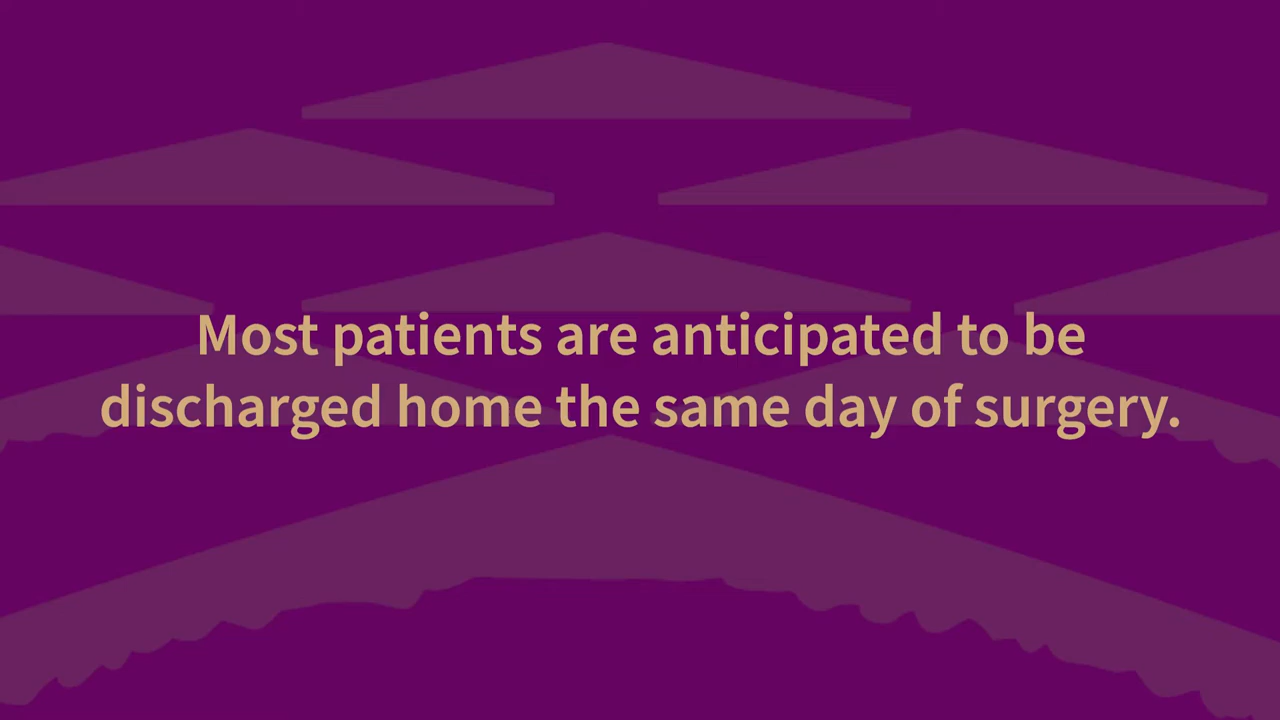 Most patients are anticipated to be
discharged home the same day of surgery.